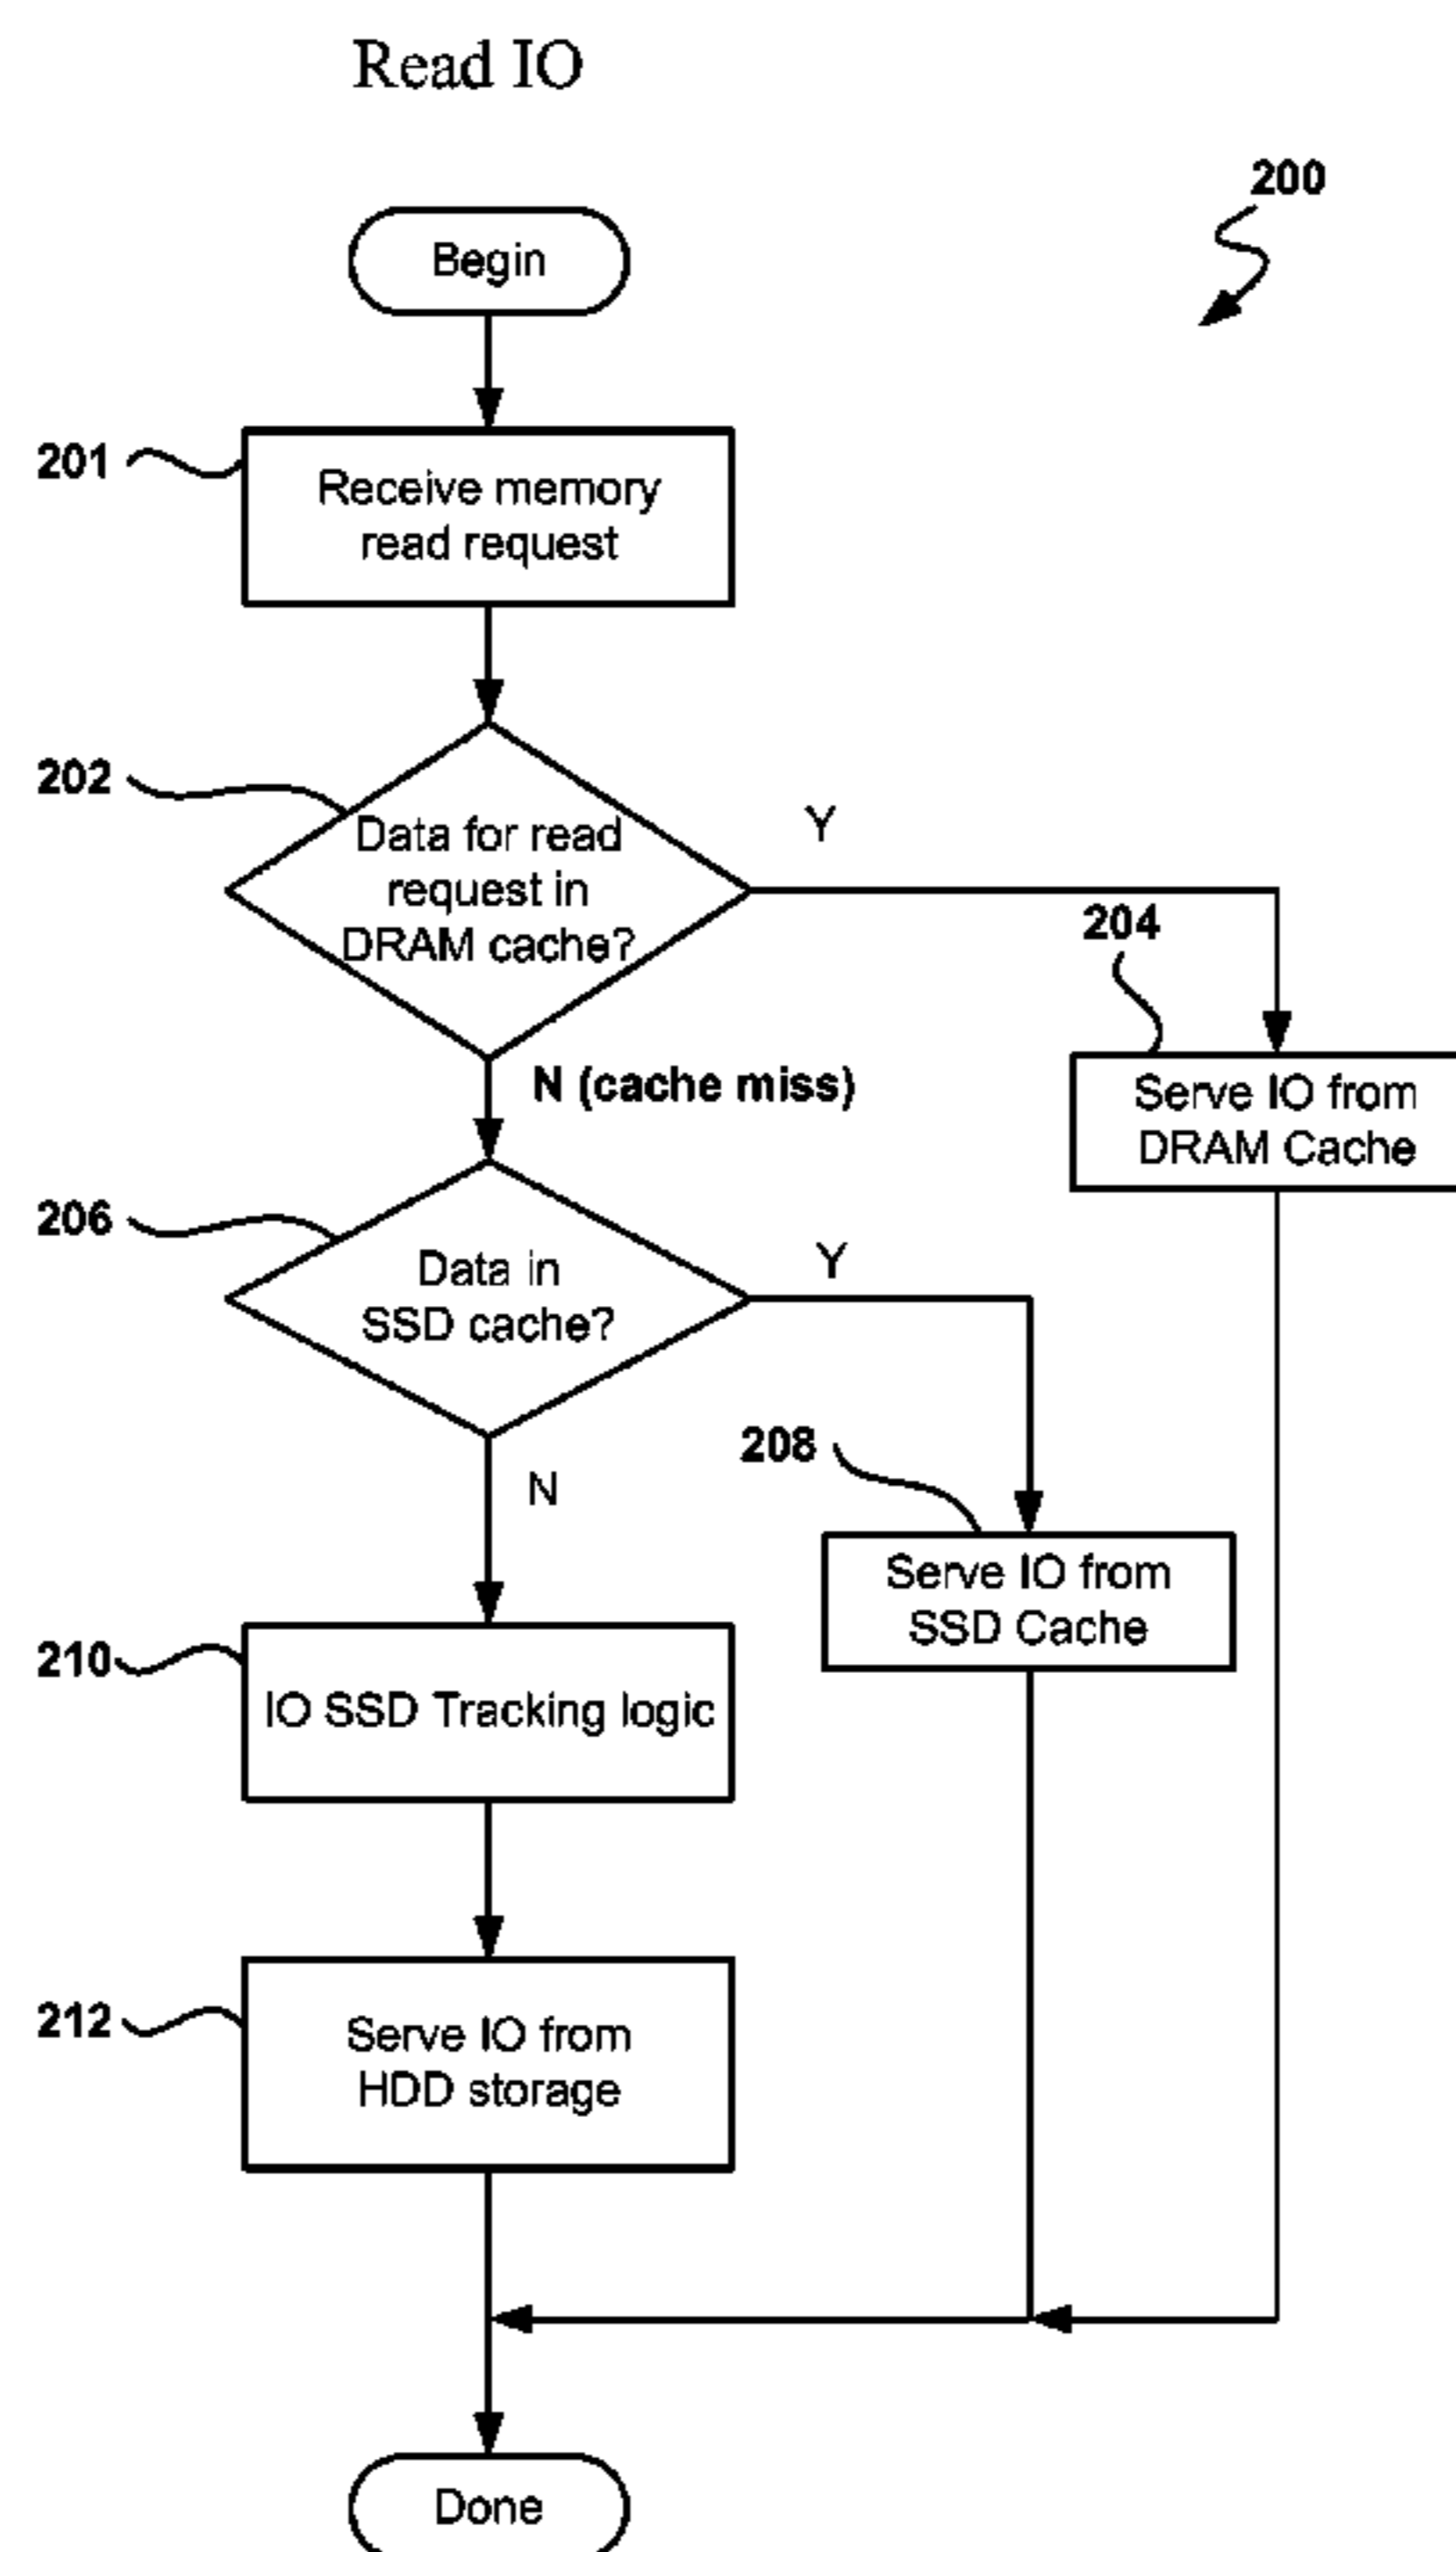 Read IO
200
Begin
201
Receive memory
read request
202
Data for read
request in
DRAM cache?
Y
204
Serve IO from
DRAM Cache
N (cache miss)
206
Data in
SSD cache?
Y
208
Serve IO from
SSD Cache
N
210
IO SSD Tracking logic
212
Serve IO from
HDD storage
Done